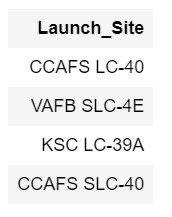 Launch_Site
CCAFS LC-40
VAFB SLC-4E
KSC LC-39A
CCAFS SLC-40